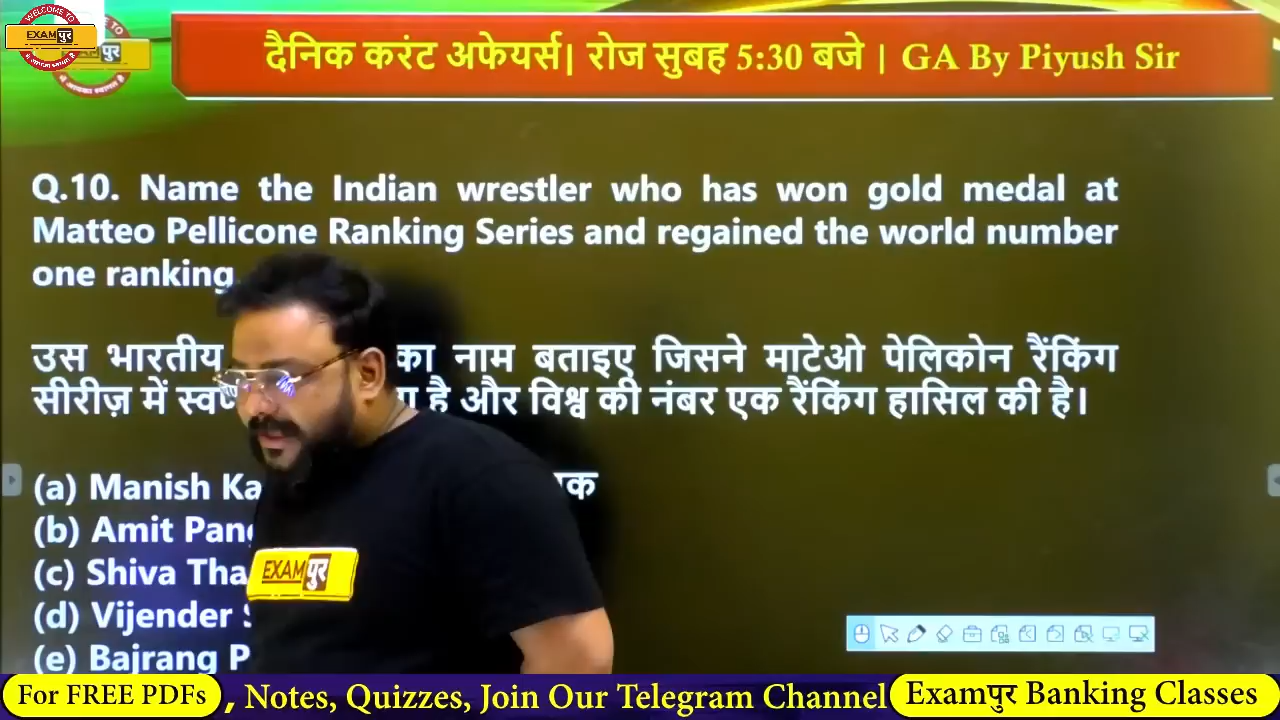 WELCOME TO
EXAMपुर
EXAMपुर
दैनिक करंट अफेयर्स| रोज सुबह 5:30 बजे | GA By Piyush Sir
Q.10. Name the Indian wrestler who has won gold medal at
Matteo Pellicone Ranking Series and regained the world number
one ranking.
उस भारतीय का नाम बताइए जिसने माटेओ पेलिकोन रैंकिंग
सीरीज़ में है और विश्व की नंबर एक रैंकिंग हासिल की है।
(a) Manish
(b) Amit
(c) Shiva
(d) Vijender
(e) Bajrang
EXAMपुर
For FREE PDFs , Notes, Quizzes, Join Our Telegram Channel Examपुर Banking Classes